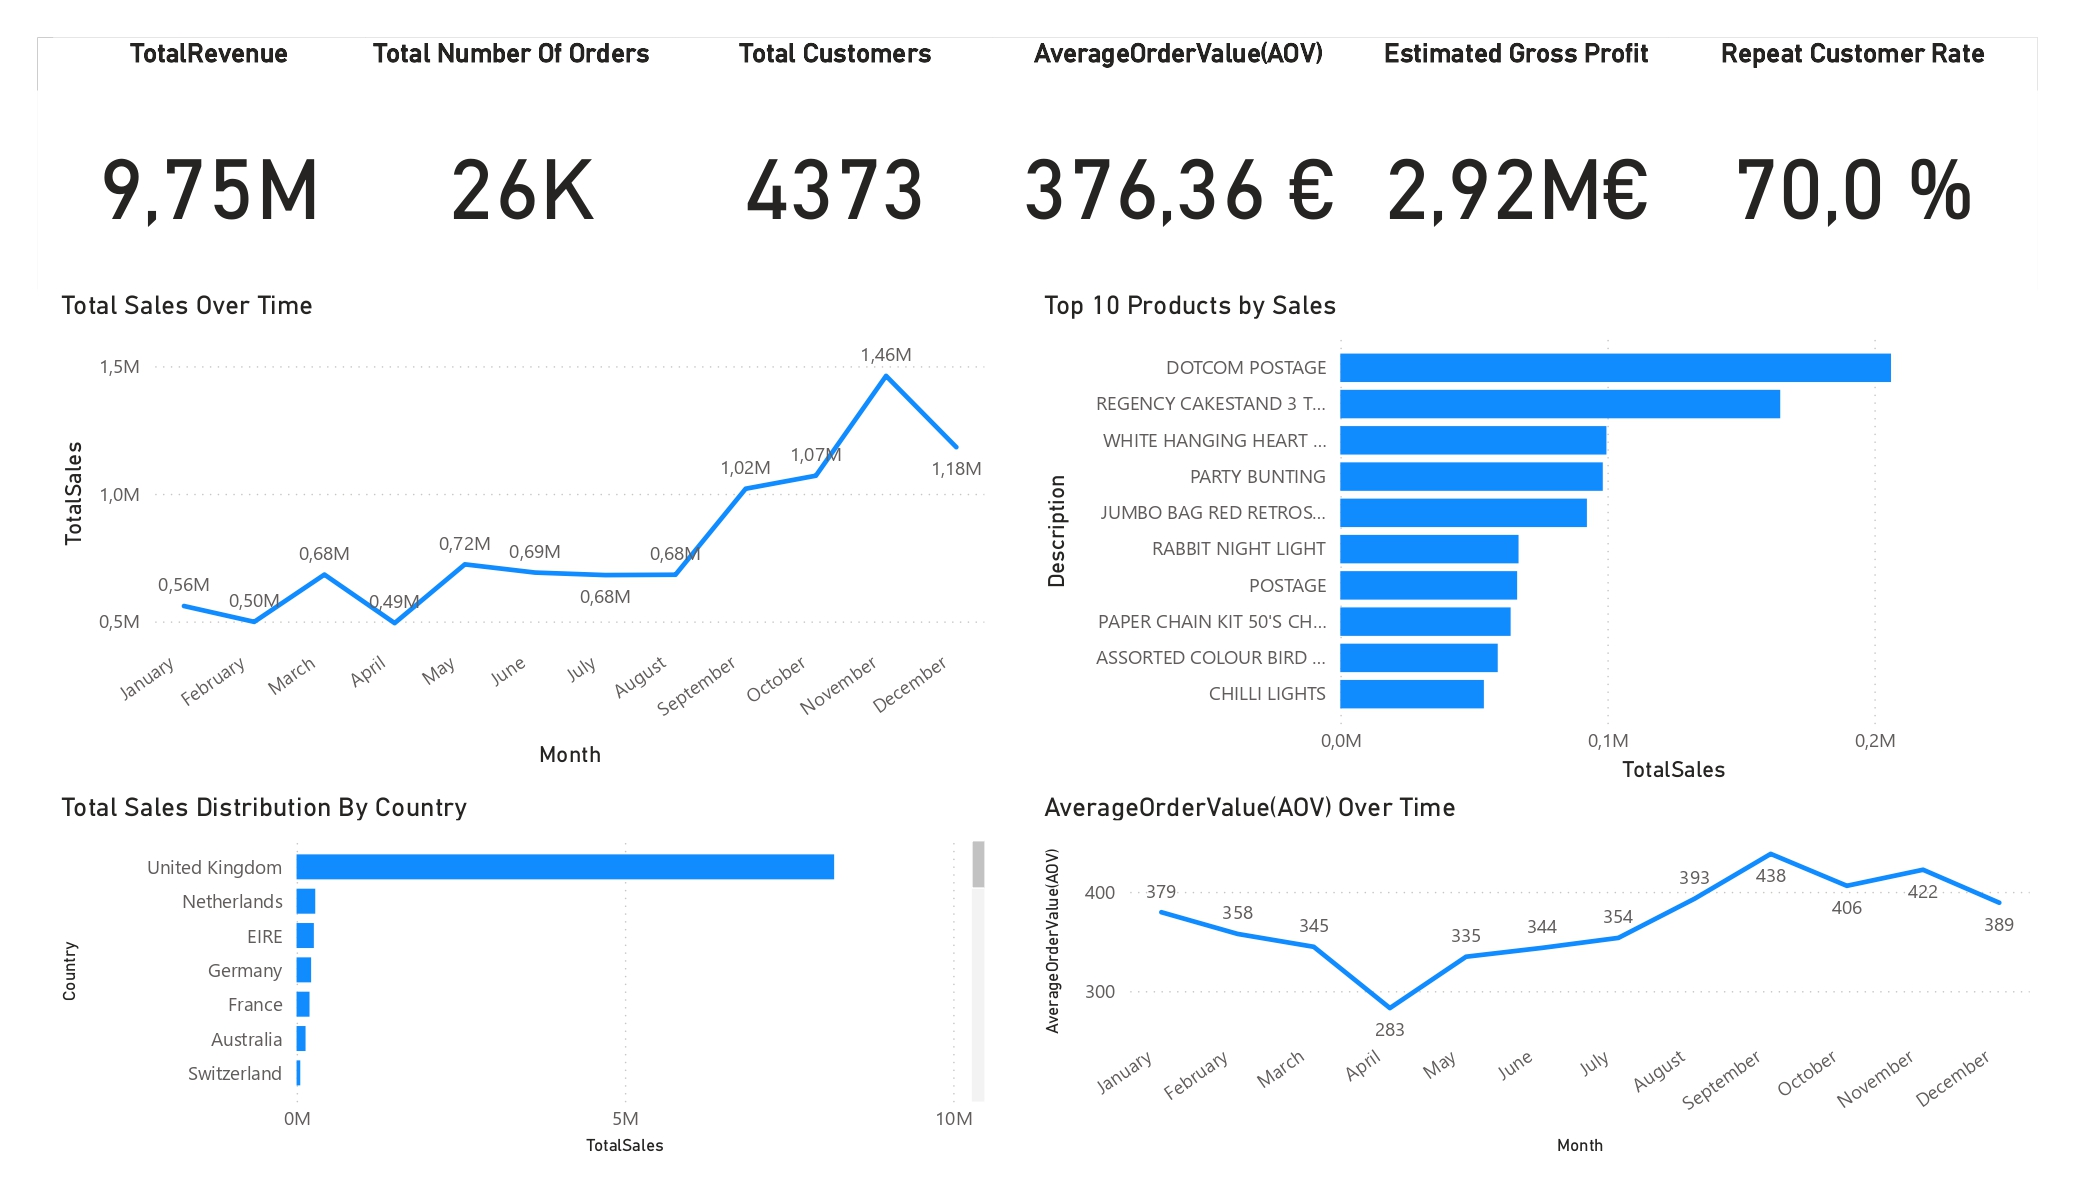 TotalRevenue
Total Number Of Orders
Total Customers
AverageOrderValue(AOV)
Estimated Gross Profit
Repeat Customer Rate
9,75M
26K
4373
376,36 €
2,92M€
70,0 %
Total Sales Over Time
TotalSales
1,5M
1,0M
0,5M
0,56M
0,50M
0,68M
0,49M
0,72M
0,69M
0,68M
0,68M
1,02M
1,07M
1,46M
1,18M
January
February
March
April
May
June
July
August
September
October
November
December
Month
Top 10 Products by Sales
Description
DOTCOM POSTAGE
REGENCY CAKESTAND 3 T...
WHITE HANGING HEART ...
PARTY BUNTING
JUMBO BAG RED RETROS...
RABBIT NIGHT LIGHT
POSTAGE
PAPER CHAIN KIT 50'S CH...
ASSORTED COLOUR BIRD ...
CHILLI LIGHTS
0,0M
0,1M
0,2M
TotalSales
Total Sales Distribution By Country
Country
United Kingdom
Netherlands
EIRE
Germany
France
Australia
Switzerland
0M
5M
10M
TotalSales
AverageOrderValue(AOV) Over Time
AverageOrderValue(AOV)
400
300
379
358
345
283
335
344
354
393
438
406
422
389
January
February
March
April
May
June
July
August
September
October
November
December
Month